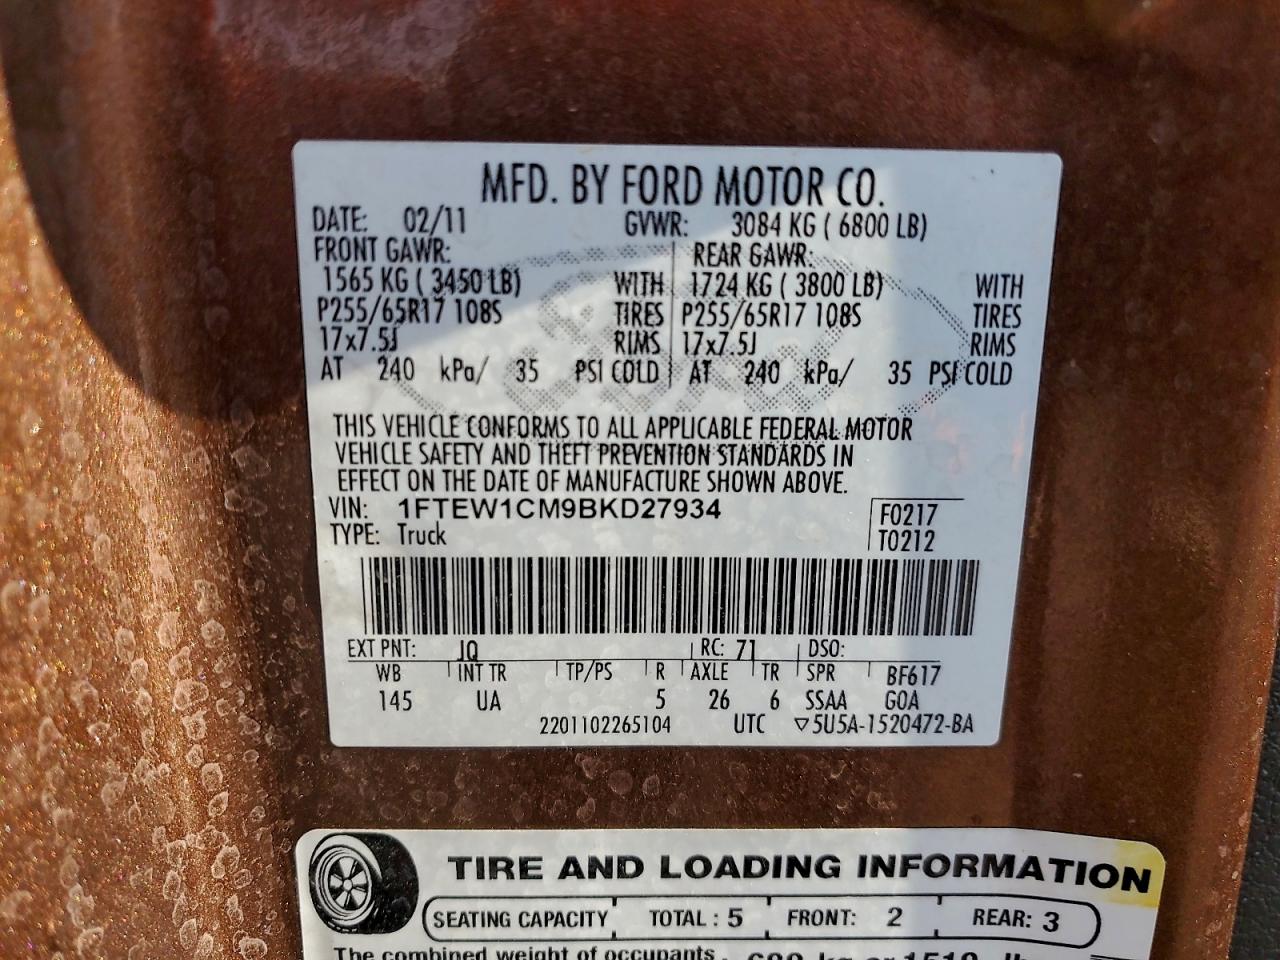 MFD. BY FORD MOTOR CO.
DATE: 02/11 GVWR: 3084 KG ( 6800 LB)
FRONT GAWR: REAR GAWR:
1565 KG ( 3450 LB) WITH 1724 KG ( 3800 LB) WITH
P255/65R17 108S TIRES P255/65R17 108S TIRES
17x7.5J RIMS 17x7.5J RIMS
AT 240 kPa/ 35 PSI COLD AT 240 kPa/ 35 PSI COLD
THIS VEHICLE CONFORMS TO ALL APPLICABLE FEDERAL MOTOR
VEHICLE SAFETY AND THEFT PREVENTION STANDARDS IN
EFFECT ON THE DATE OF MANUFACTURE SHOWN ABOVE.
VIN: 1FTEW1CM9BKD27934 F0217
TYPE: Truck T0212
EXT PNT: JQ RC: 71 DSO:
WB INT TR TP/PS R AXLE TR SPR BF617
145 UA 5 26 6 SSAA GOA
2201102265104 UTC ▽5U5A-1520472-BA
TIRE AND LOADING INFORMATION
SEATING CAPACITY TOTAL : 5 FRONT: 2 REAR: 3
The combined weight of occupants